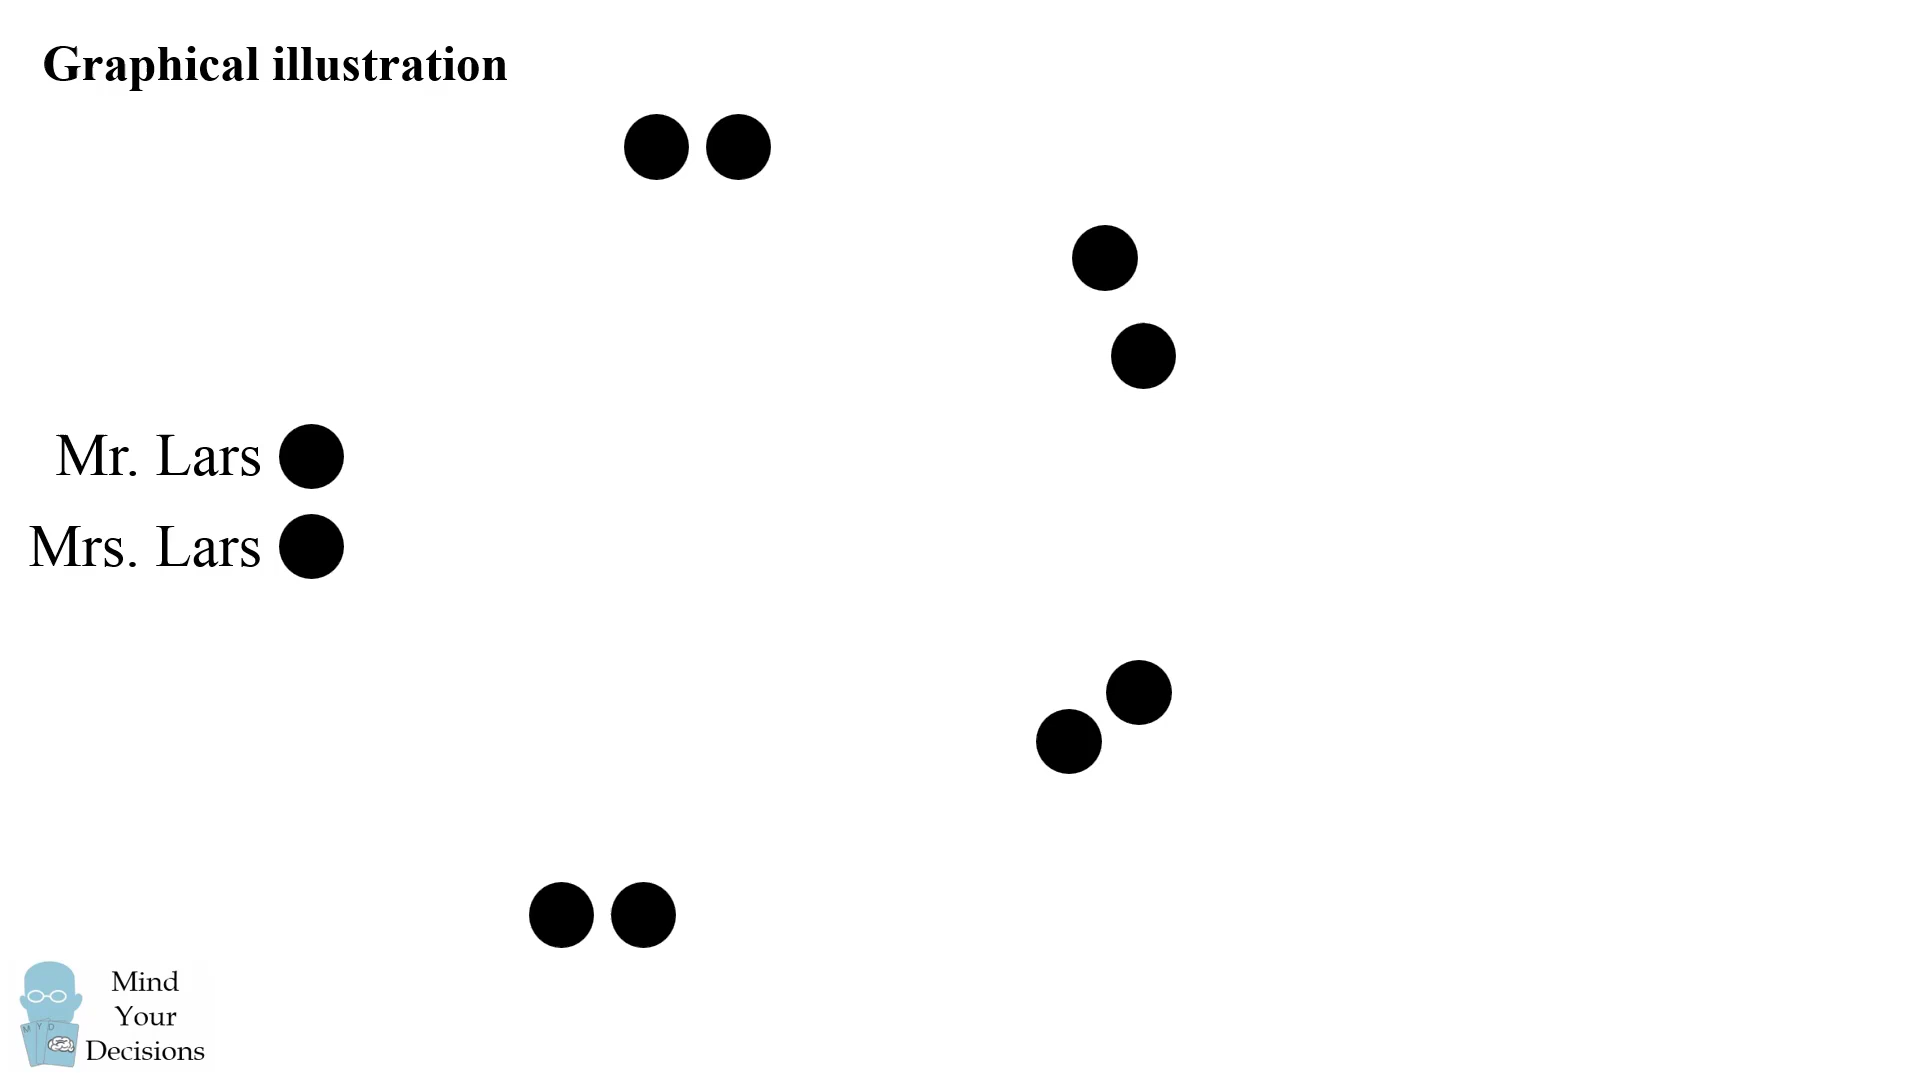 Graphical illustration
Mr. Lars
Mrs. Lars
M Y D
Mind
Your
Decisions